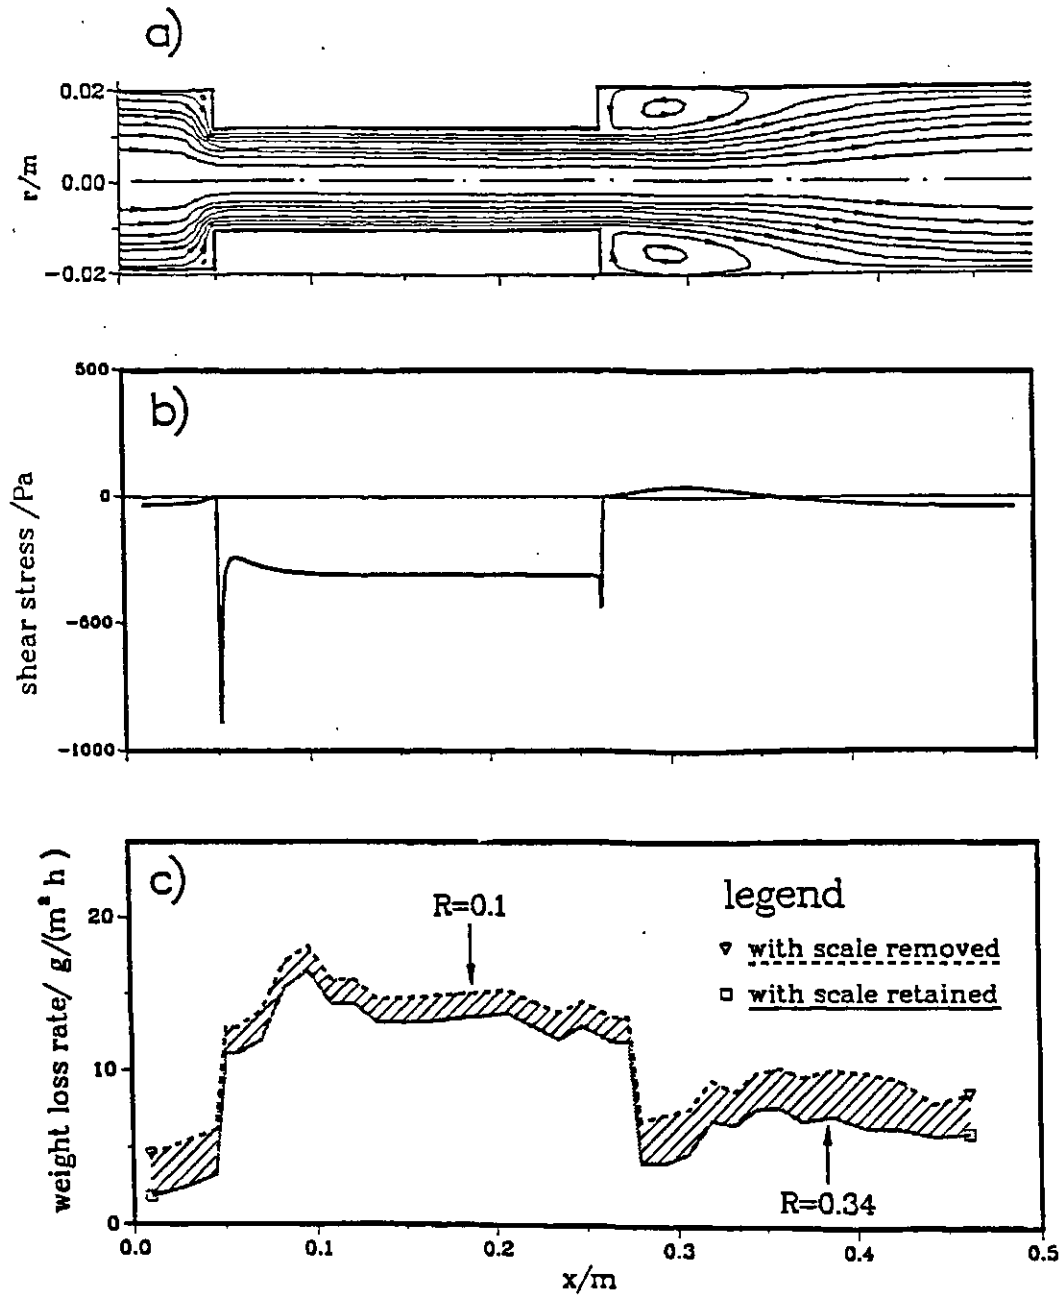 a)
0.02
0.00
-0.02
r/m
b)
500
0
-500
-1000
shear stress /Pa
c)
20
10
0
weight loss rate/ g/(m² h)
R=0.1
legend
▿ with scale removed
□ with scale retained
R=0.34
0.0 0.1 0.2 0.3 0.4 0.5
x/m